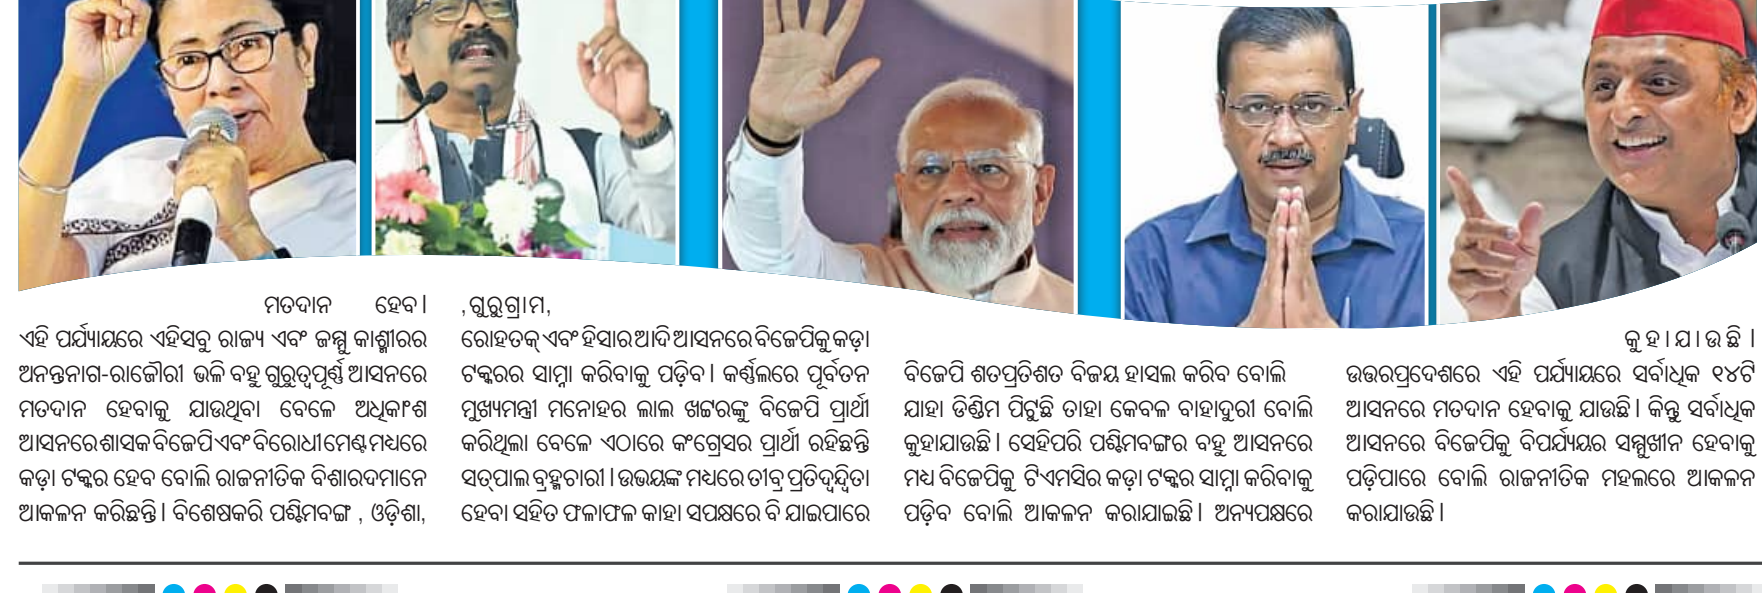 ମତଦାନ ହେବ।
ଏହି ପର୍ଯ୍ୟାୟରେ ଏହିସବୁ ରାଜ୍ୟ ଏବଂ ଜମ୍ମୁ କାଶ୍ମୀରର
ଅନନ୍ତନାଗ-ରାଜୌରୀ ଭଳି ବହୁ ଗୁରୁତ୍ୱପୂର୍ଣ୍ଣ ଆସନରେ
ମତଦାନ ହେବାକୁ ଯାଉଥିବା ବେଳେ ଅଧିକାଂଶ
ଆସନରେ ଶାସକ ବିଜେପି ଏବଂ ବିରୋଧୀ ମେଣ୍ଟ ମଧ୍ୟରେ
କଡ଼ା ଟକ୍କର ହେବ ବୋଲି ରାଜନୀତିକ ବିଶାରଦମାନେ
ଆକଳନ କରିଛନ୍ତି। ବିଶେଷକରି ପଶ୍ଚିମବଙ୍ଗ , ଓଡ଼ିଶା,
, ଗୁରୁଗ୍ରାମ,
ରୋହତକ୍ ଏବଂ ହିସାର ଆଦି ଆସନରେ ବିଜେପିକୁ କଡ଼ା
ଟକ୍କରର ସାମ୍ନା କରିବାକୁ ପଡ଼ିବ। କର୍ଣ୍ଣଲରେ ପୂର୍ବତନ
ମୁଖ୍ୟମନ୍ତ୍ରୀ ମନୋହର ଲାଲ ଖଟ୍ଟରଙ୍କୁ ବିଜେପି ପ୍ରାର୍ଥୀ
କରିଥିଲା ବେଳେ ଏଠାରେ କଂଗ୍ରେସର ପ୍ରାର୍ଥୀ ରହିଛନ୍ତି
ସତ୍‌ପାଲ ବ୍ରହ୍ମଚାରୀ। ଉଭୟଙ୍କ ମଧ୍ୟରେ ତୀବ୍ର ପ୍ରତିଦ୍ୱନ୍ଦ୍ୱିତା
ହେବା ସହିତ ଫଳାଫଳ କାହା ସପକ୍ଷରେ ବି ଯାଇପାରେ
ବିଜେପି ଶତପ୍ରତିଶତ ବିଜୟ ହାସଲ କରିବ ବୋଲି
ଯାହା ଡିଣ୍ଡିମ ପିଟୁଛି ତାହା କେବଳ ବାହାଦୁରୀ ବୋଲି
କୁହାଯାଉଛି। ସେହିପରି ପଶ୍ଚିମବଙ୍ଗର ବହୁ ଆସନରେ
ମଧ୍ୟ ବିଜେପିକୁ ଟିଏମସିର କଡ଼ା ଟକ୍କର ସାମ୍ନା କରିବାକୁ
ପଡ଼ିବ ବୋଲି ଆକଳନ କରାଯାଇଛି। ଅନ୍ୟପକ୍ଷରେ
କୁହାଯାଉଛି।
ଉତ୍ତରପ୍ରଦେଶରେ ଏହି ପର୍ଯ୍ୟାୟରେ ସର୍ବାଧିକ ୧୪ଟି
ଆସନରେ ମତଦାନ ହେବାକୁ ଯାଉଛି। କିନ୍ତୁ ସର୍ବାଧିକ
ଆସନରେ ବିଜେପିକୁ ବିପର୍ଯ୍ୟୟର ସମ୍ମୁଖୀନ ହେବାକୁ
ପଡ଼ିପାରେ ବୋଲି ରାଜନୀତିକ ମହଲରେ ଆକଳନ
କରାଯାଉଛି।